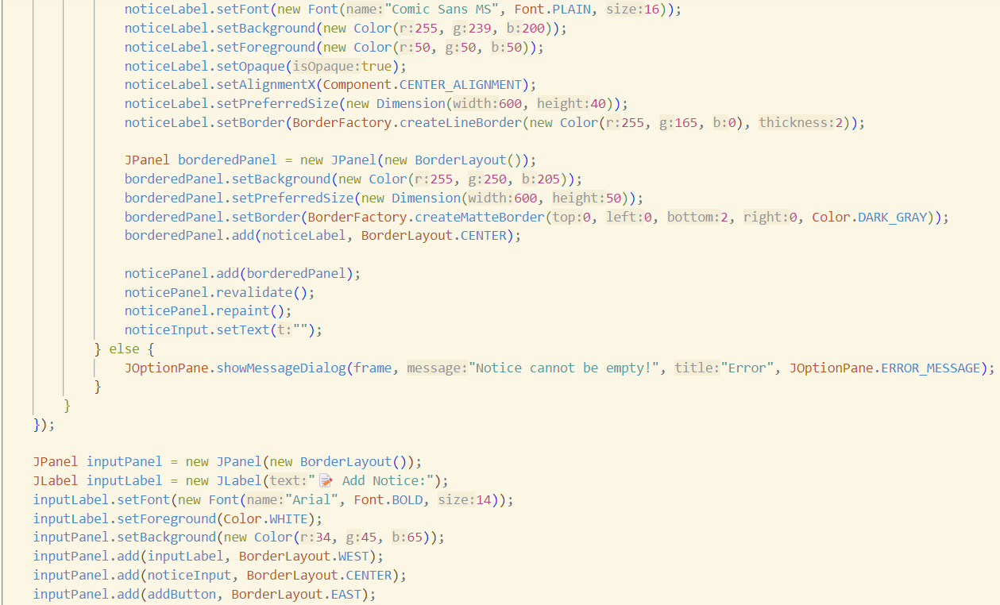 noticeLabel.setFont(new Font(name:"Comic Sans MS", Font.PLAIN, size:16));
noticeLabel.setBackground(new Color(r:255, g:239, b:200));
noticeLabel.setForeground(new Color(r:50, g:50, b:50));
noticeLabel.setOpaque(isOpaque:true);
noticeLabel.setAlignmentX(Component.CENTER_ALIGNMENT);
noticeLabel.setPreferredSize(new Dimension(width:600, height:40));
noticeLabel.setBorder(BorderFactory.createLineBorder(new Color(r:255, g:165, b:0), thickness:2));
JPanel borderedPanel = new JPanel(new BorderLayout());
borderedPanel.setBackground(new Color(r:255, g:250, b:205));
borderedPanel.setPreferredSize(new Dimension(width:600, height:50));
borderedPanel.setBorder(BorderFactory.createMatteBorder(top:0, left:0, bottom:2, right:0, Color.DARK_GRAY));
borderedPanel.add(noticeLabel, BorderLayout.CENTER);
noticePanel.add(borderedPanel);
noticePanel.revalidate();
noticePanel.repaint();
noticeInput.setText(t:"");
} else {
JOptionPane.showMessageDialog(frame, message:"Notice cannot be empty!", title:"Error", JOptionPane.ERROR_MESSAGE);
}
}
});
JPanel inputPanel = new JPanel(new BorderLayout());
JLabel inputLabel = new JLabel(text:"📝 Add Notice:");
inputLabel.setFont(new Font(name:"Arial", Font.BOLD, size:14));
inputLabel.setForeground(Color.WHITE);
inputPanel.setBackground(new Color(r:34, g:45, b:65));
inputPanel.add(inputLabel, BorderLayout.WEST);
inputPanel.add(noticeInput, BorderLayout.CENTER);
inputPanel.add(addButton, BorderLayout.EAST);